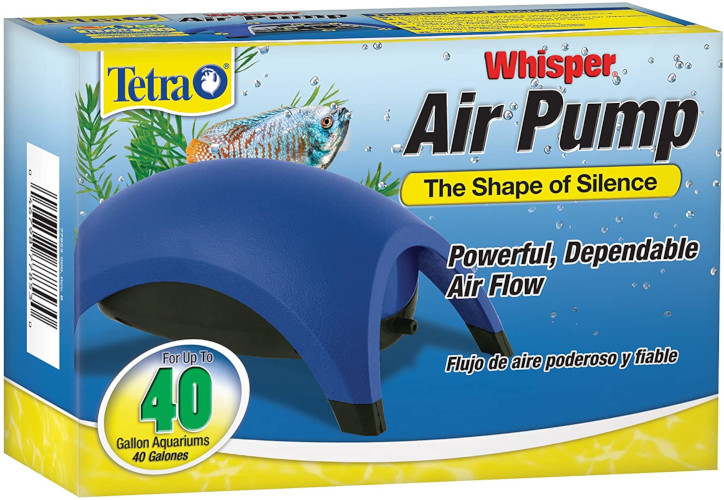 Tetra®
Whisper®
Air Pump
The Shape of Silence
Powerful, Dependable
Air Flow
Flujo de aire poderoso y fiable
For Up To
40
Gallon Aquariums
40 Galones